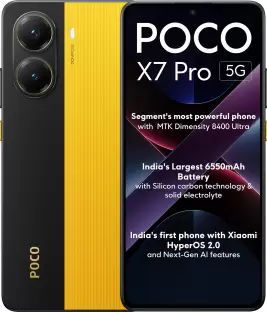 POCO
X7 Pro 5G
Segment's most powerful phone
with MTK Dimensity 8400 Ultra
India's Largest 6550mAh
Battery
with Silicon carbon technology &
solid electrolyte
India's first phone with Xiaomi
HyperOS 2.0
and Next-Gen AI features
POCO